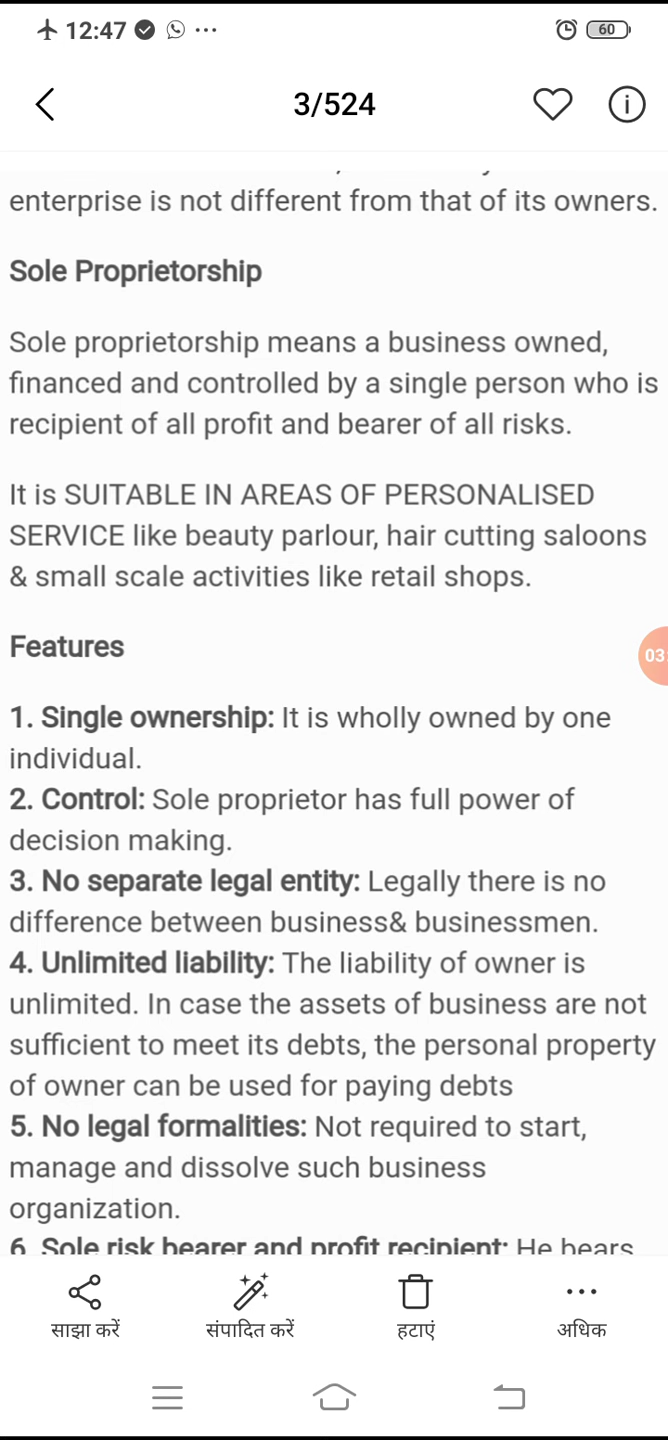 12:47
60
3/524
enterprise is not different from that of its owners.
Sole Proprietorship
Sole proprietorship means a business owned,
financed and controlled by a single person who is
recipient of all profit and bearer of all risks.
It is SUITABLE IN AREAS OF PERSONALISED
SERVICE like beauty parlour, hair cutting saloons
& small scale activities like retail shops.
Features
03:
1. Single ownership: It is wholly owned by one
individual.
2. Control: Sole proprietor has full power of
decision making.
3. No separate legal entity: Legally there is no
difference between business& businessmen.
4. Unlimited liability: The liability of owner is
unlimited. In case the assets of business are not
sufficient to meet its debts, the personal property
of owner can be used for paying debts
5. No legal formalities: Not required to start,
manage and dissolve such business
organization.
6. Sole risk bearer and profit recipient: He bears
साझा करें संपादित करें हटाएं अधिक